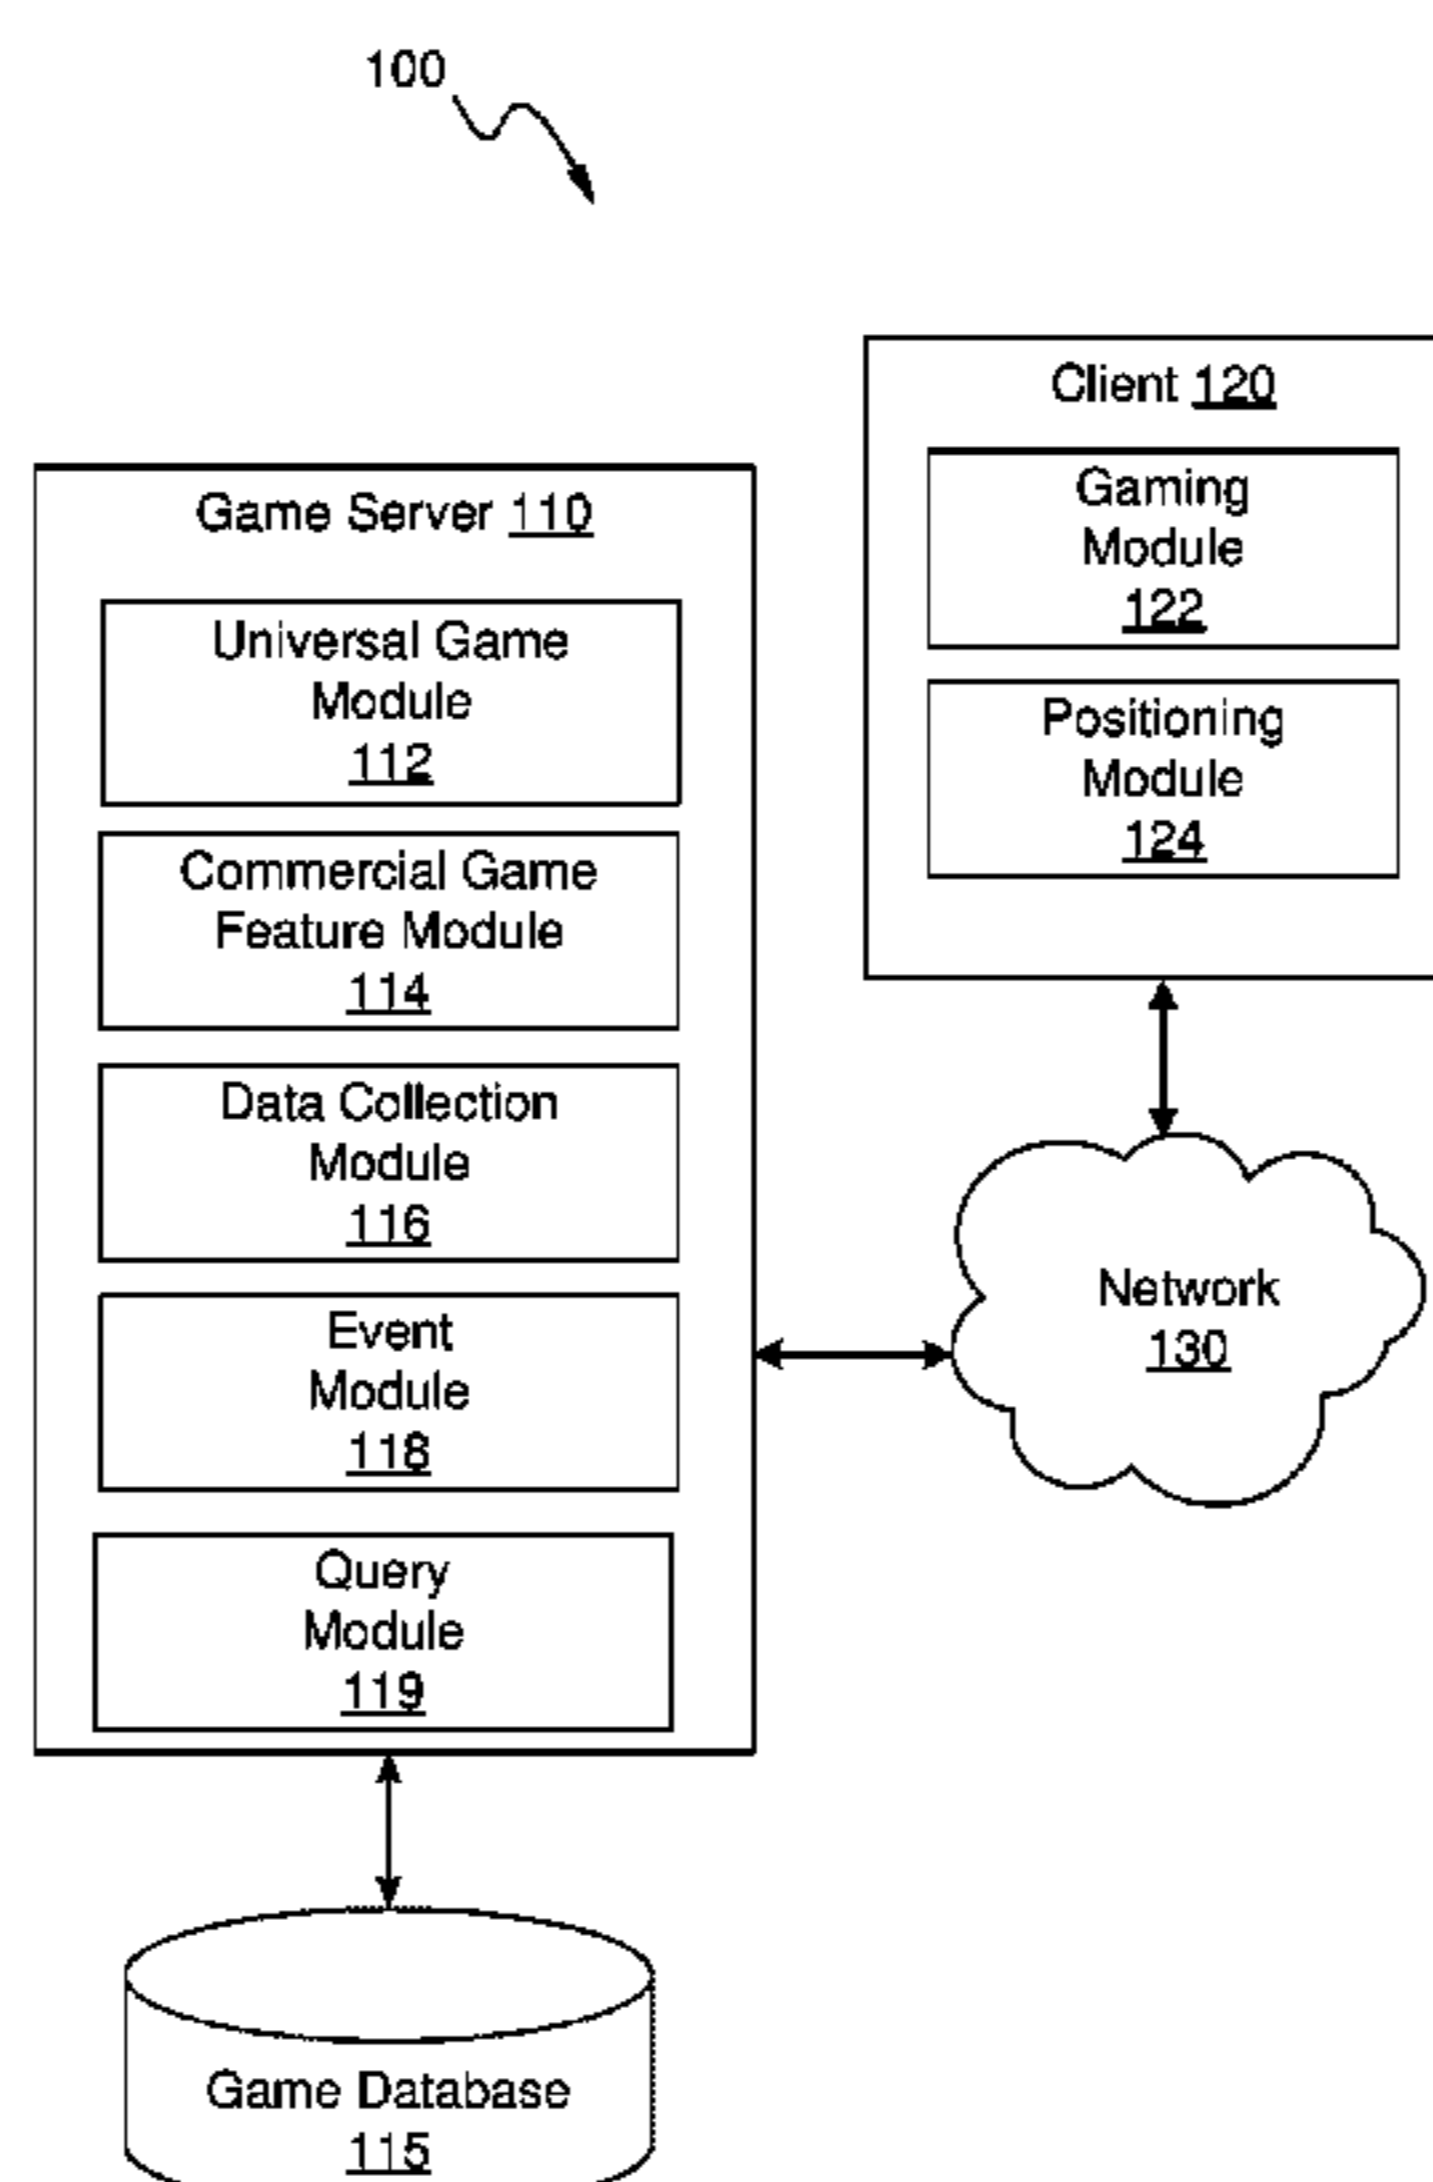 100
Client 120
Gaming
Module
122
Positioning
Module
124
Game Server 110
Universal Game
Module
112
Commercial Game
Feature Module
114
Data Collection
Module
116
Event
Module
118
Query
Module
119
Network
130
Game Database
115